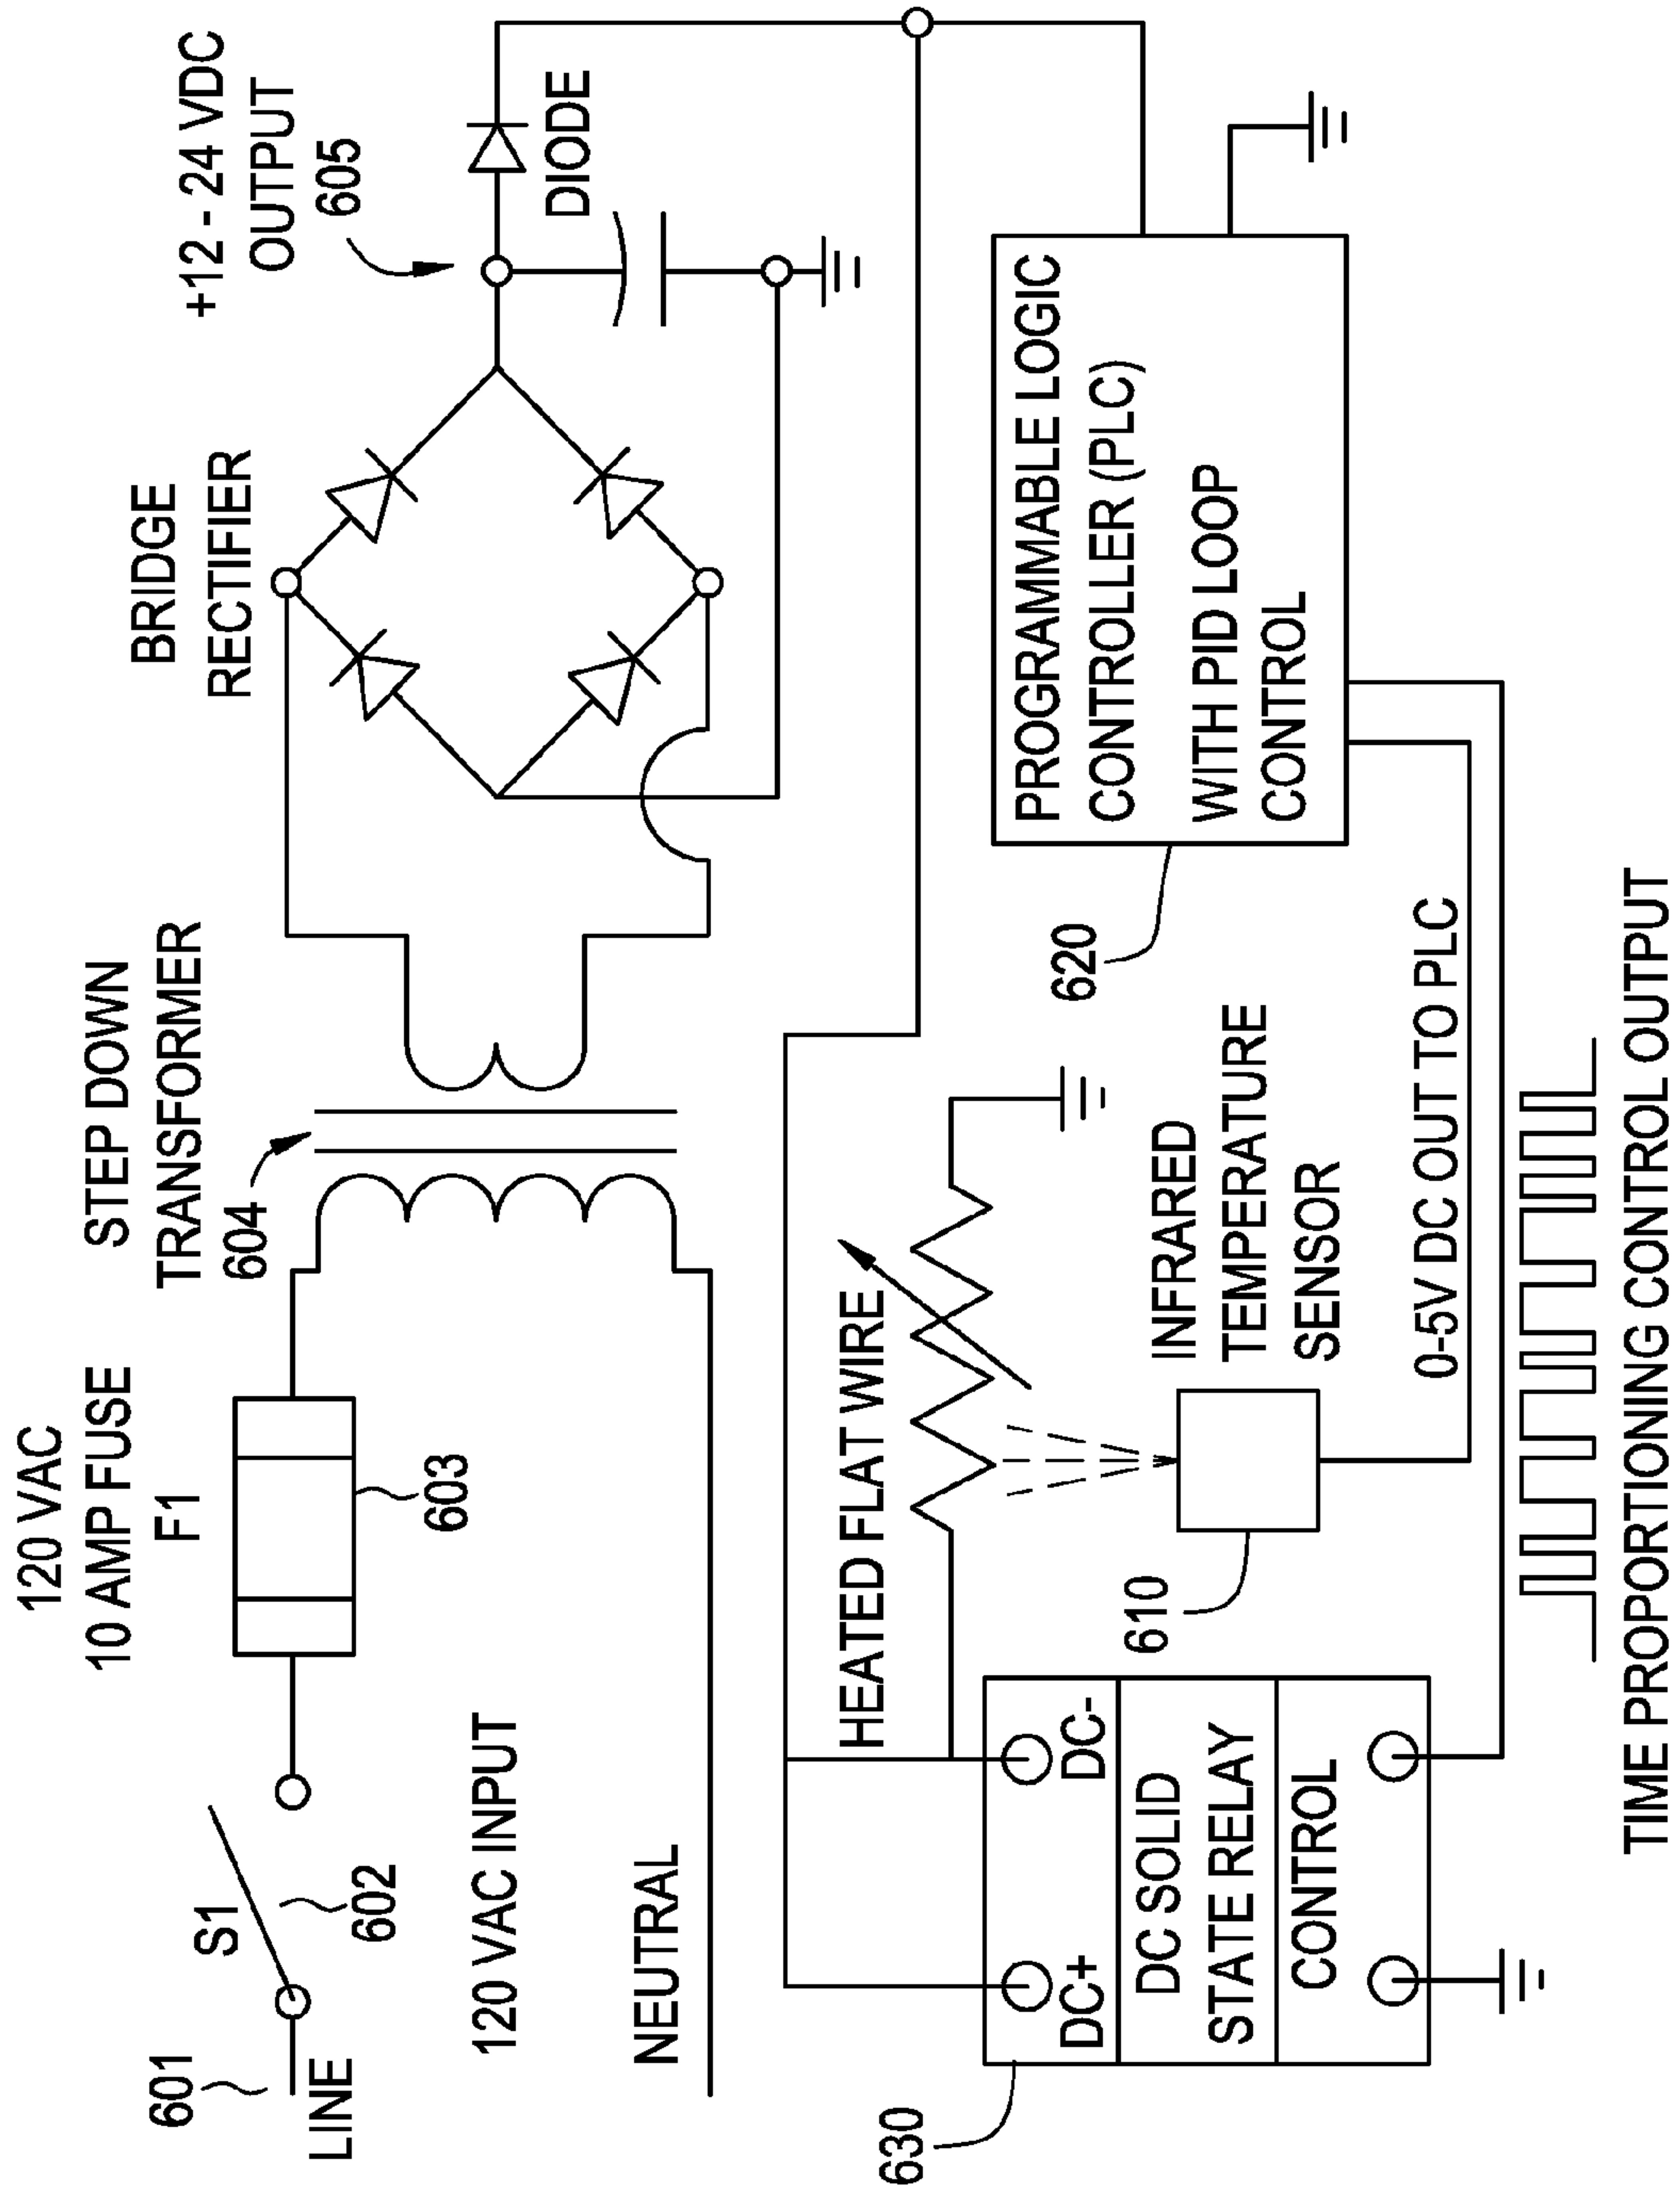 120 VAC
10 AMP FUSE
F1
603
STEP DOWN
TRANSFORMER
604
BRIDGE
RECTIFIER
+12 - 24 VDC
OUTPUT
605
DIODE
601
LINE
S1
602
120 VAC INPUT
NEUTRAL
HEATED FLAT WIRE
630
DC+
DC-
DC SOLID
STATE RELAY
CONTROL
610
INFRARED
TEMPERATURE
SENSOR
620
PROGRAMMABLE LOGIC
CONTROLLER (PLC)
WITH PID LOOP
CONTROL
0-5V DC OUT TO PLC
TIME PROPORTIONING CONTROL OUTPUT